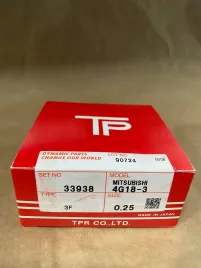 TP
DYNAMIC PARTS
CHANGE OUR WORLD
LOT NO
90724
SET NO
MODEL
33938
MITSUBISHI
4G18-3
TYPE
SIZE
3F
0.25
MADE IN JAPAN
TPR CO.,LTD.